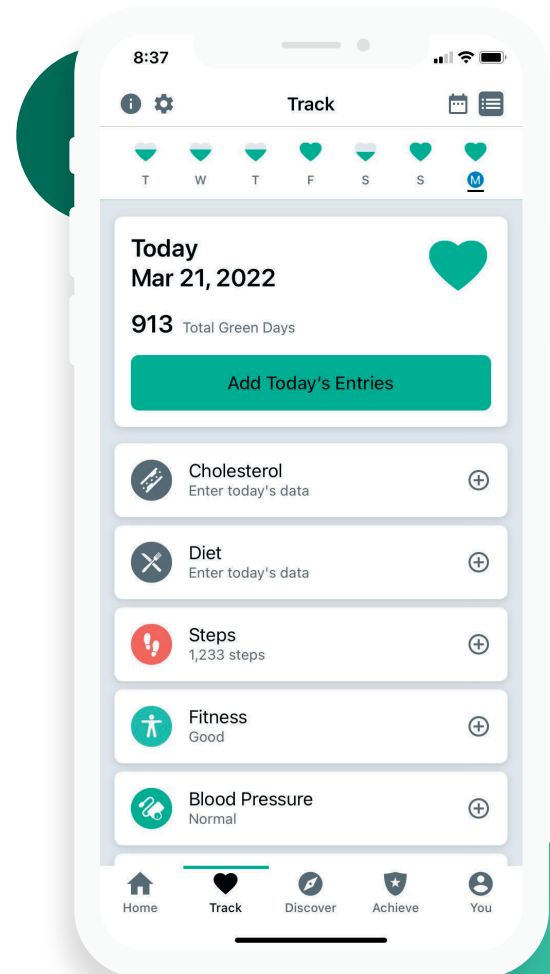 8:37
Track
T W T F S S M
Today
Mar 21, 2022
913 Total Green Days
Add Today's Entries
Cholesterol
Enter today's data
Diet
Enter today's data
Steps
1,233 steps
Fitness
Good
Blood Pressure
Normal
Home Track Discover Achieve You